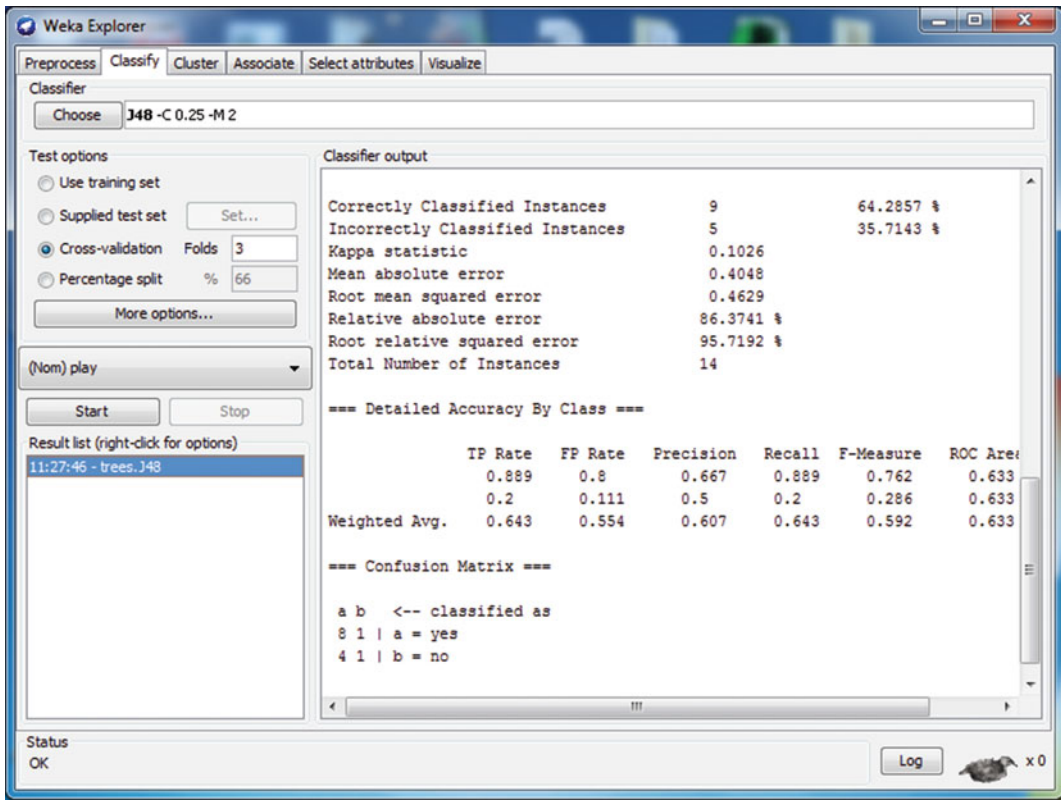 Weka Explorer
Preprocess Classify Cluster Associate Select attributes Visualize
Classifier
Choose J48 -C 0.25 -M 2
Test options
Use training set
Supplied test set Set...
Cross-validation Folds 3
Percentage split % 66
More options...
(Nom) play
Start Stop
Result list (right-click for options)
11:27:46 - trees.J48
Classifier output
Correctly Classified Instances 9 64.2857 %
Incorrectly Classified Instances 5 35.7143 %
Kappa statistic 0.1026
Mean absolute error 0.4048
Root mean squared error 0.4629
Relative absolute error 86.3741 %
Root relative squared error 95.7192 %
Total Number of Instances 14
=== Detailed Accuracy By Class ===
TP Rate FP Rate Precision Recall F-Measure ROC Area
0.889 0.8 0.667 0.889 0.762 0.633
0.2 0.111 0.5 0.2 0.286 0.633
Weighted Avg. 0.643 0.554 0.607 0.643 0.592 0.633
=== Confusion Matrix ===
a b <-- classified as
8 1 | a = yes
4 1 | b = no
Status
OK
Log
x 0